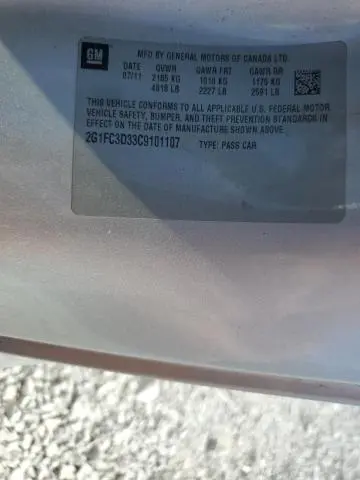 GM
MFD BY GENERAL MOTORS OF CANADA LTD.
DATE GVWR GAWR FRT GAWR RR
07/11 2185 KG 1010 KG 1175 KG
4818 LB 2227 LB 2591 LB
THIS VEHICLE CONFORMS TO ALL APPLICABLE U.S. FEDERAL MOTOR
VEHICLE SAFETY, BUMPER, AND THEFT PREVENTION STANDARDS IN
EFFECT ON THE DATE OF MANUFACTURE SHOWN ABOVE.
2G1FC3D33C9101107 TYPE: PASS CAR